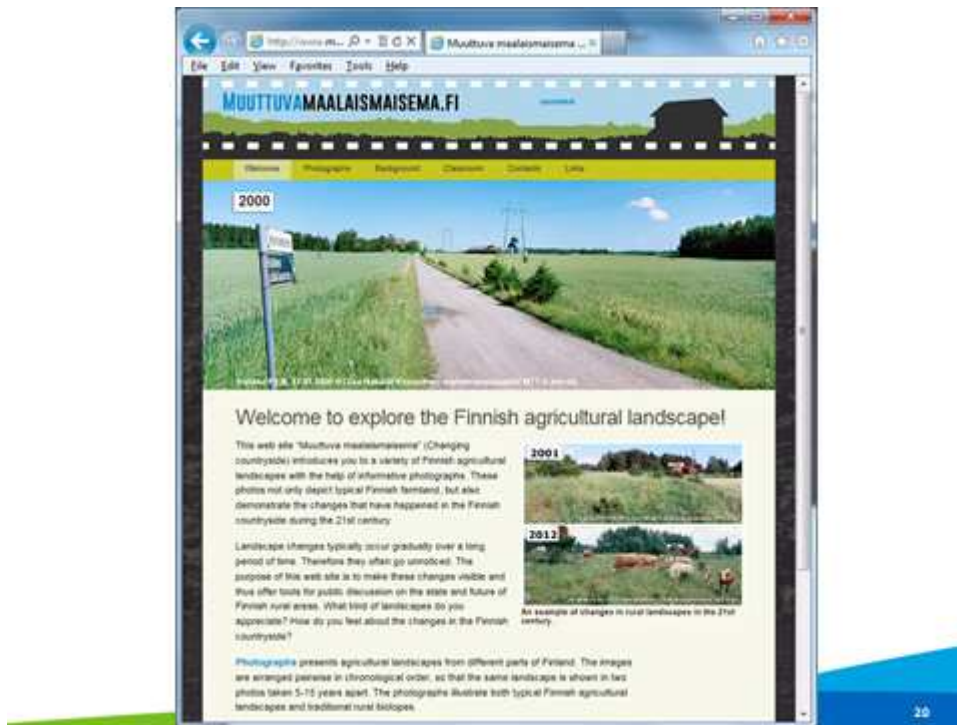 http://www.m...
Muuttuva maalaismaisema ...
File Edit View Favorites Tools Help
MUUTTUVAMAALAISMAISEMA.FI
Welcome Photographs Background Classroom Contacts Links
2000
Welcome to explore the Finnish agricultural landscape!
This web site "Muuttuva maalaismaisema" (Changing
countryside) introduces you to a variety of Finnish agricultural
landscapes with the help of informative photographs. These
photos not only depict typical Finnish farmland, but also
demonstrate the changes that have happened in the Finnish
countryside during the 21st century.
Landscape changes typically occur gradually over a long
period of time. Therefore they often go unnoticed. The
purpose of this web site is to make these changes visible and
thus offer tools for public discussion on the state and future of
Finnish rural areas. What kind of landscapes do you
appreciate? How do you feel about the changes in the Finnish
countryside?
2001
2012
An example of changes in rural landscapes in the 21st
century.
Photographs presents agricultural landscapes from different parts of Finland. The images
are arranged pairwise in chronological order, so that the same landscape is shown in two
photos taken 5-15 years apart. The photographs illustrate both typical Finnish agricultural
landscapes and traditional rural biotopes.
20